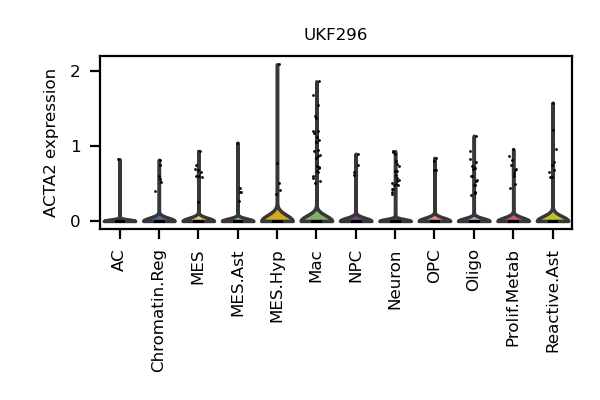 UKF296
ACTA2 expression
2
1
0
AC
Chromatin.Reg
MES
MES.Ast
MES.Hyp
Mac
NPC
Neuron
OPC
Oligo
Prolif.Metab
Reactive.Ast